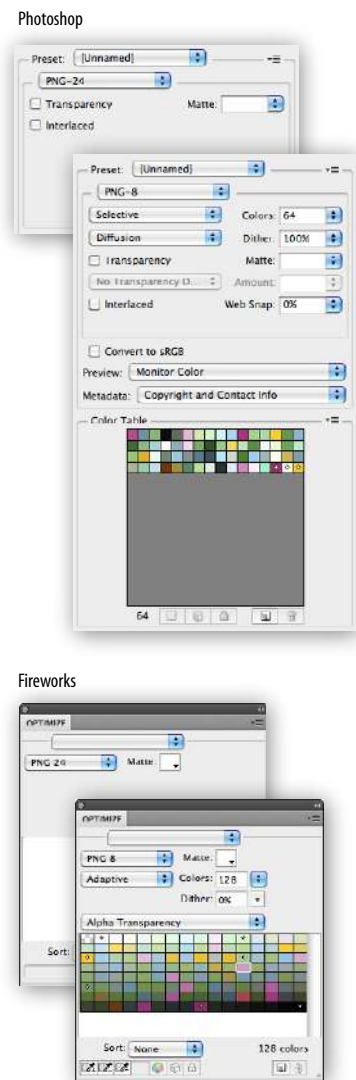 Photoshop
Preset: [Unnamed]
PNG-24
Transparency Matte:
Interlaced
Preset: [Unnamed]
PNG-8
Selective Colors: 64
Diffusion Dither: 100%
Transparency Matte:
No Transparency D... Amount:
Interlaced Web Snap: 0%
Convert to sRGB
Preview: Monitor Color
Metadata: Copyright and Contact Info
Color Table
64
Fireworks
OPTIMIZE
PNG 24 Matte:
Sort:
OPTIMIZE
PNG 8 Matte:
Adaptive Colors: 128
Dither: 0%
Alpha Transparency
Sort: None 128 colors